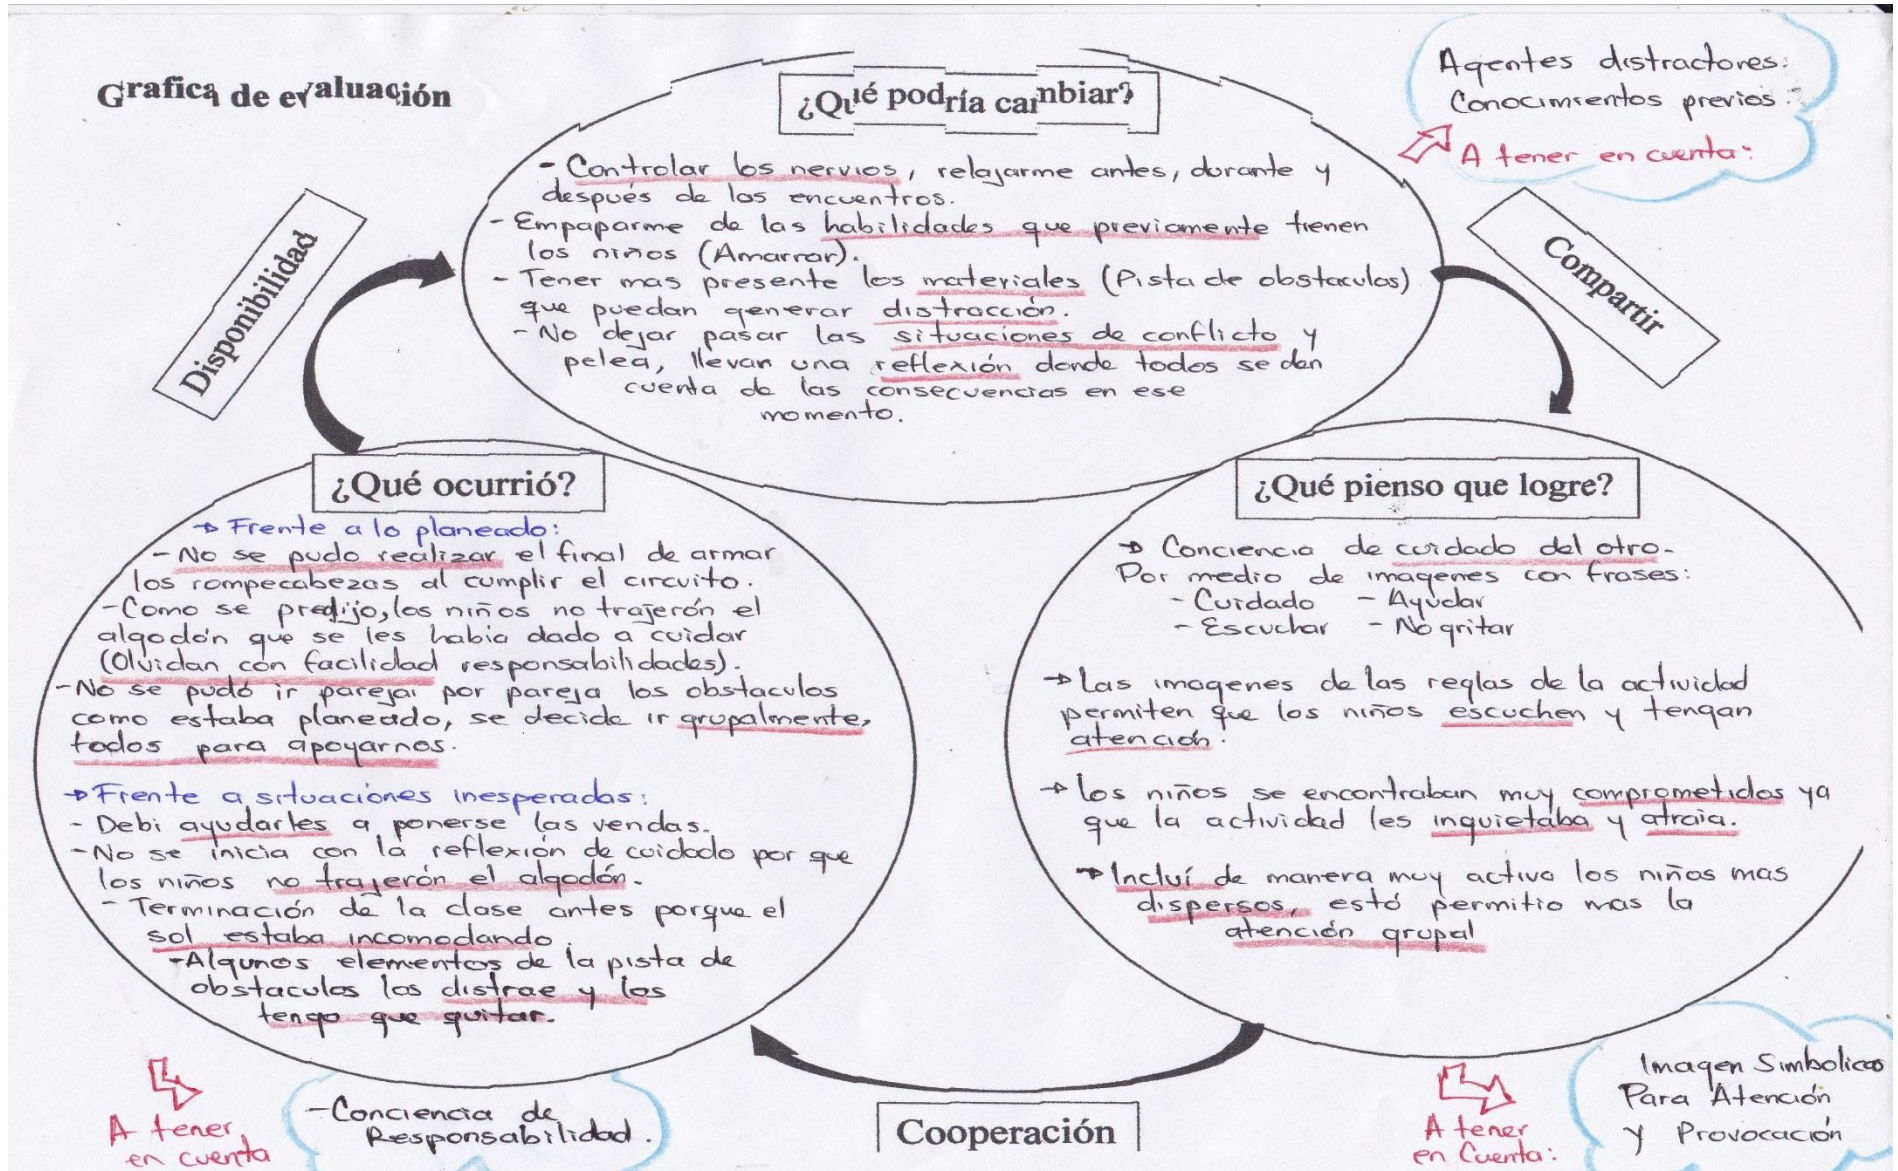 Grafica de evaluación
¿Qué podría cambiar?
- Controlar los nervios, relajarme antes, durante y
después de los encuentros.
- Empaparme de las habilidades que previamente tienen
los niños (Amarrar).
- Tener mas presente los materiales (Pista de obstaculos)
que puedan generar distracción.
- No dejar pasar las situaciones de conflicto y
pelea, llevan una reflexión donde todos se dan
cuenta de las consecuencias en ese
momento.
Agentes distractores.
Conocimientos previos.
A tener en cuenta:
Disponibilidad
Compartir
¿Qué ocurrió?
→ Frente a lo planeado:
- No se pudo realizar el final de armar
los rompecabezas al cumplir el circuito.
- Como se predijo, los niños no trajerón el
algodón que se les habia dado a cuidar
(Olvidan con facilidad responsabilidades).
- No se pudó ir parejai por pareja los obstaculos
como estaba planeado, se decide ir grupalmente,
todos para apoyarnos.
→ Frente a situaciones inesperadas:
- Debi ayudarles a ponerse las vendas.
- No se inicia con la reflexión de cuidado por que
los niños no trajerón el algodón.
- Terminación de la clase antes porque el
sol estaba incomodando.
- Algunos elementos de la pista de
obstaculos los distrae y los
tengo que quitar.
A tener
en cuenta
- Conciencia de
Responsabilidad.
¿Qué pienso que logre?
→ Conciencia de cuidado del otro.
Por medio de imagenes con frases:
- Cuidado - Ayudar
- Escuchar - No gritar
→ Las imagenes de las reglas de la actividad
permiten que los niños escuchen y tengan
atención.
→ los niños se encontraban muy comprometidos ya
que la actividad les inquietaba y atraia.
→ Incluí de manera muy activa los niños mas
dispersos, estó permitio mas la
atención grupal
Cooperación
A tener
en Cuenta:
Imagen Simbolicas
Para Atención
y Provocación